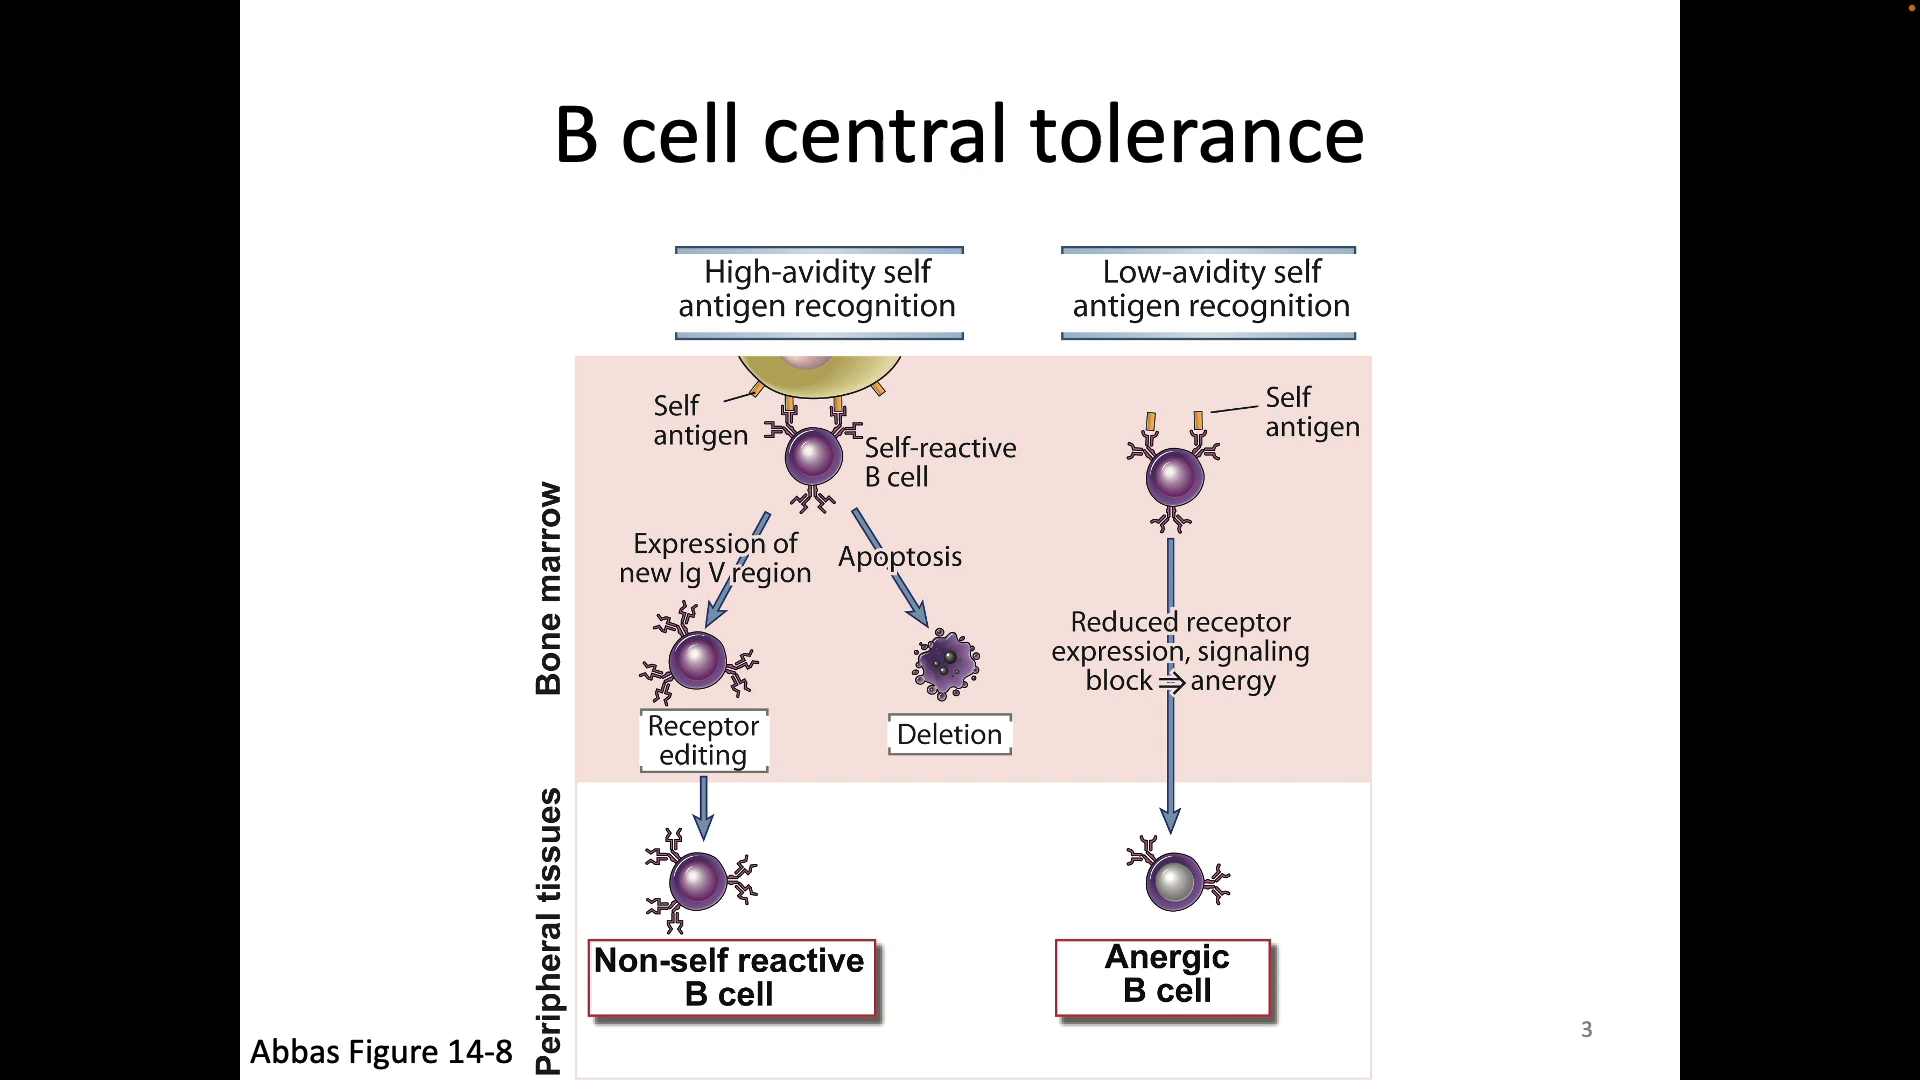 B cell central tolerance
High-avidity self
antigen recognition
Low-avidity self
antigen recognition
Self
antigen
Self-reactive
B cell
Self
antigen
Bone marrow
Expression of
new Ig V region
Apoptosis
Reduced receptor
expression, signaling
block ⇒ anergy
Receptor
editing
Deletion
Peripheral tissues
Non-self reactive
B cell
Anergic
B cell
Abbas Figure 14-8
3